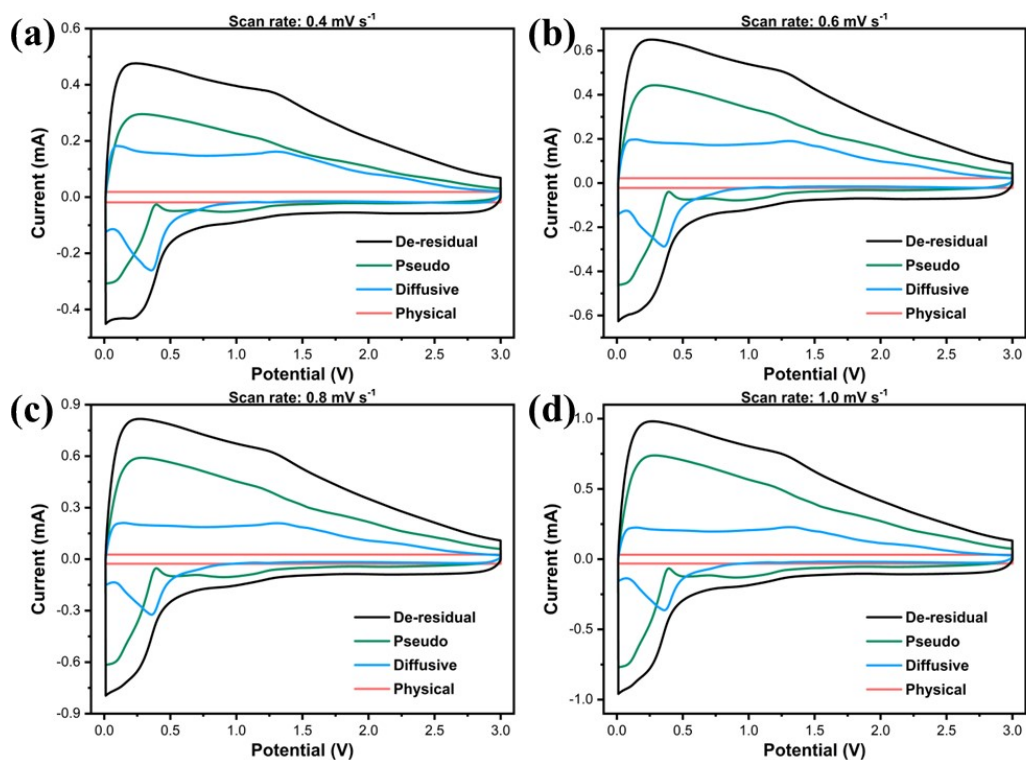 (a)
Scan rate: 0.4 mV s⁻¹
Current (mA)
0.6
0.4
0.2
0.0
-0.2
-0.4
De-residual
Pseudo
Diffusive
Physical
0.0 0.5 1.0 1.5 2.0 2.5 3.0
Potential (V)
(b)
Scan rate: 0.6 mV s⁻¹
Current (mA)
0.6
0.4
0.2
0.0
-0.2
-0.4
-0.6
De-residual
Pseudo
Diffusive
Physical
0.0 0.5 1.0 1.5 2.0 2.5 3.0
Potential (V)
(c)
Scan rate: 0.8 mV s⁻¹
Current (mA)
0.9
0.6
0.3
0.0
-0.3
-0.6
-0.9
De-residual
Pseudo
Diffusive
Physical
0.0 0.5 1.0 1.5 2.0 2.5 3.0
Potential (V)
(d)
Scan rate: 1.0 mV s⁻¹
Current (mA)
1.0
0.5
0.0
-0.5
-1.0
De-residual
Pseudo
Diffusive
Physical
0.0 0.5 1.0 1.5 2.0 2.5 3.0
Potential (V)